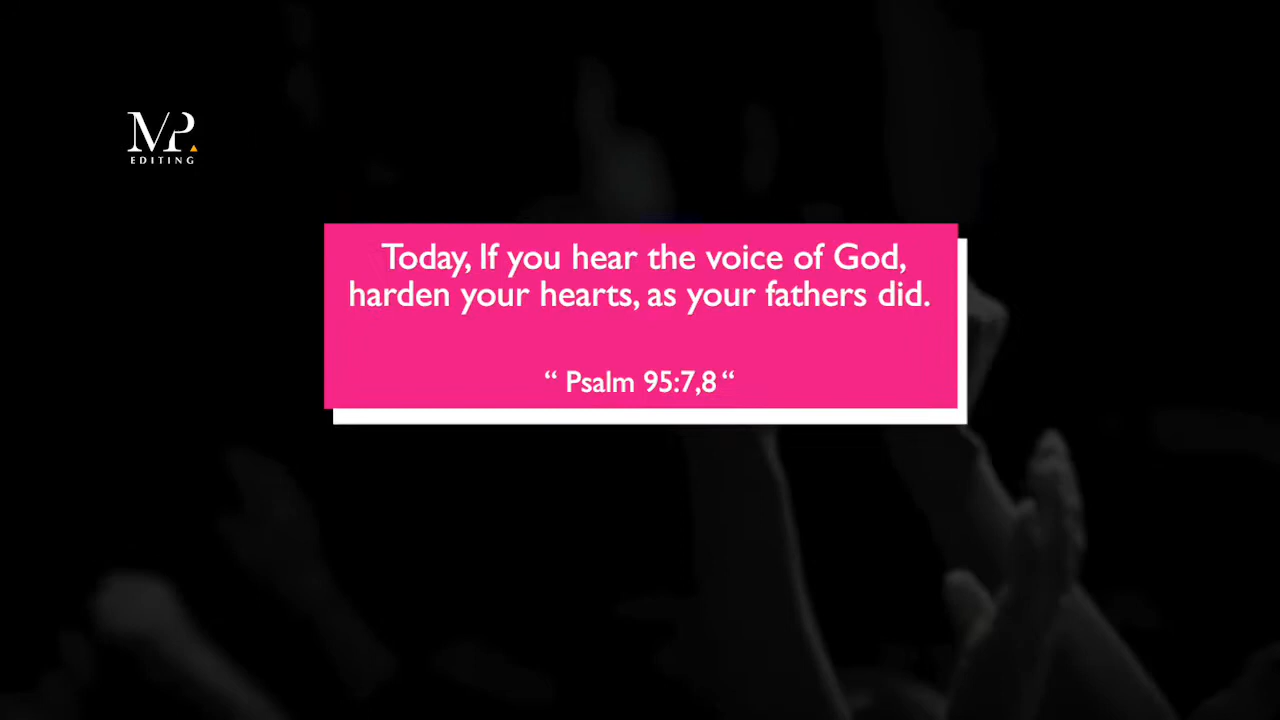 MP.
EDITING
Today, If you hear the voice of God,
harden your hearts, as your fathers did.
“ Psalm 95:7,8 “